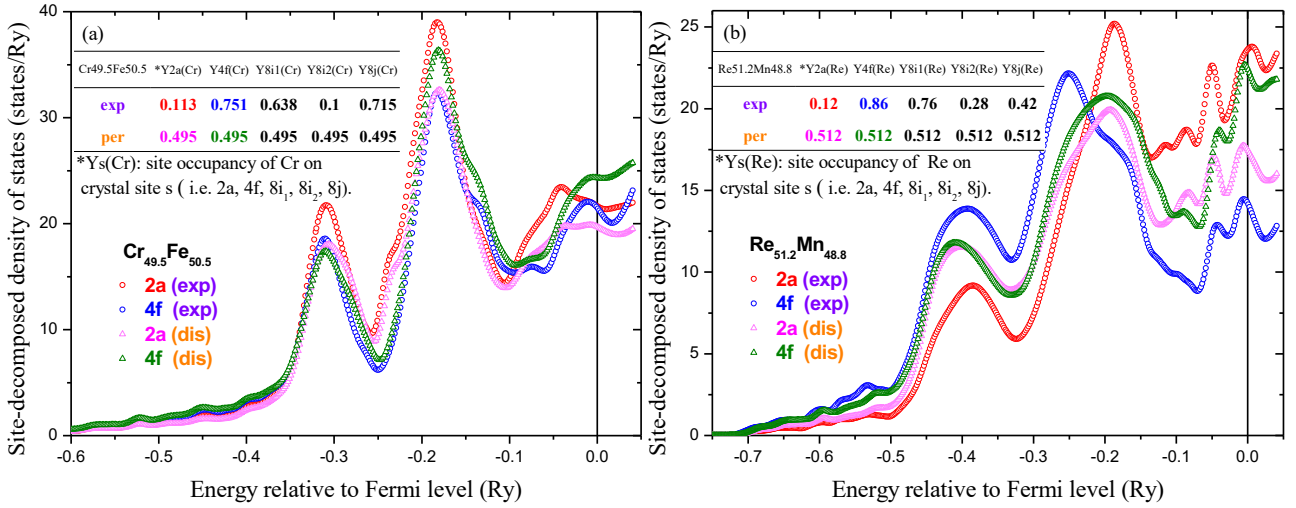 (a)
Cr49.5Fe50.5 *Y2a(Cr) Y4f(Cr) Y8i1(Cr) Y8i2(Cr) Y8j(Cr)
exp 0.113 0.751 0.638 0.1 0.715
per 0.495 0.495 0.495 0.495 0.495
*Ys(Cr): site occupancy of Cr on
crystal site s ( i.e. 2a, 4f, 8i₁, 8i₂, 8j).
Cr₄₉.₅Fe₅₀.₅
2a (exp)
4f (exp)
2a (dis)
4f (dis)
Site-decomposed density of states (states/Ry)
40
30
20
10
0
-0.6 -0.5 -0.4 -0.3 -0.2 -0.1 0.0
Energy relative to Fermi level (Ry)
(b)
Re51.2Mn48.8 *Y2a(Re) Y4f(Re) Y8i1(Re) Y8i2(Re) Y8j(Re)
exp 0.12 0.86 0.76 0.28 0.42
per 0.512 0.512 0.512 0.512 0.512
*Ys(Re): site occupancy of Re on
crystal site s ( i.e. 2a, 4f, 8i₁, 8i₂, 8j).
Re₅₁.₂Mn₄₈.₈
2a (exp)
4f (exp)
2a (dis)
4f (dis)
Site-decomposed density of states (states/Ry)
25
20
15
10
5
0
-0.7 -0.6 -0.5 -0.4 -0.3 -0.2 -0.1 0.0
Energy relative to Fermi level (Ry)